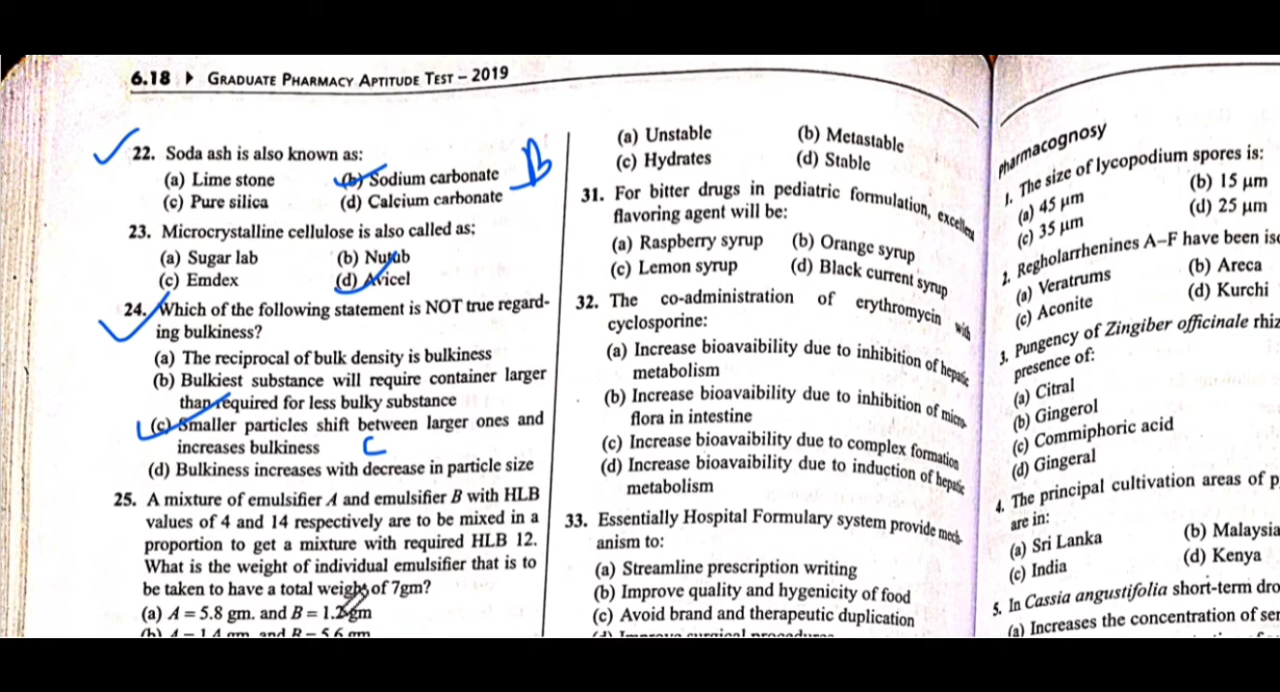 6.18 ▶ GRADUATE PHARMACY APTITUDE TEST – 2019
22. Soda ash is also known as:
(a) Lime stone (b) Sodium carbonate
(c) Pure silica (d) Calcium carbonate
B
23. Microcrystalline cellulose is also called as:
(a) Sugar lab (b) Nutab
(c) Emdex (d) Avicel
24. Which of the following statement is NOT true regard-
ing bulkiness?
(a) The reciprocal of bulk density is bulkiness
(b) Bulkiest substance will require container larger
than required for less bulky substance
(c) Smaller particles shift between larger ones and
increases bulkiness
C
(d) Bulkiness increases with decrease in particle size
25. A mixture of emulsifier A and emulsifier B with HLB
values of 4 and 14 respectively are to be mixed in a
proportion to get a mixture with required HLB 12.
What is the weight of individual emulsifier that is to
be taken to have a total weight of 7gm?
(a) A = 5.8 gm. and B = 1.2 gm
(b) A = 1.4 gm and B = 5.6 gm
(a) Unstable (b) Metastable
(c) Hydrates (d) Stable
31. For bitter drugs in pediatric formulation, excellent
flavoring agent will be:
(a) Raspberry syrup (b) Orange syrup
(c) Lemon syrup (d) Black current syrup
32. The co-administration of erythromycin with
cyclosporine:
(a) Increase bioavaibility due to inhibition of hepatic
metabolism
(b) Increase bioavaibility due to inhibition of micro-
flora in intestine
(c) Increase bioavaibility due to complex formation
(d) Increase bioavaibility due to induction of hepatic
metabolism
33. Essentially Hospital Formulary system provide mech-
anism to:
(a) Streamline prescription writing
(b) Improve quality and hygenicity of food
(c) Avoid brand and therapeutic duplication
(d) Improve surgical procedures
Pharmacognosy
1. The size of lycopodium spores is:
(a) 45 µm (b) 15 µm
(c) 35 µm (d) 25 µm
2. Regholarrhenines A–F have been iso
(a) Veratrums (b) Areca
(c) Aconite (d) Kurchi
3. Pungency of Zingiber officinale rhiz
presence of:
(a) Citral
(b) Gingerol
(c) Commiphoric acid
(d) Gingeral
4. The principal cultivation areas of p
are in:
(a) Sri Lanka (b) Malaysia
(c) India (d) Kenya
5. In Cassia angustifolia short-term dro
(a) Increases the concentration of ser